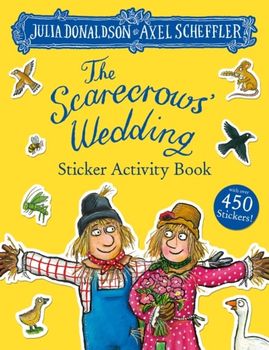 JULIA DONALDSON AXEL SCHEFFLER
The
Scarecrows'
Wedding
Sticker Activity Book
with over
450
Stickers!